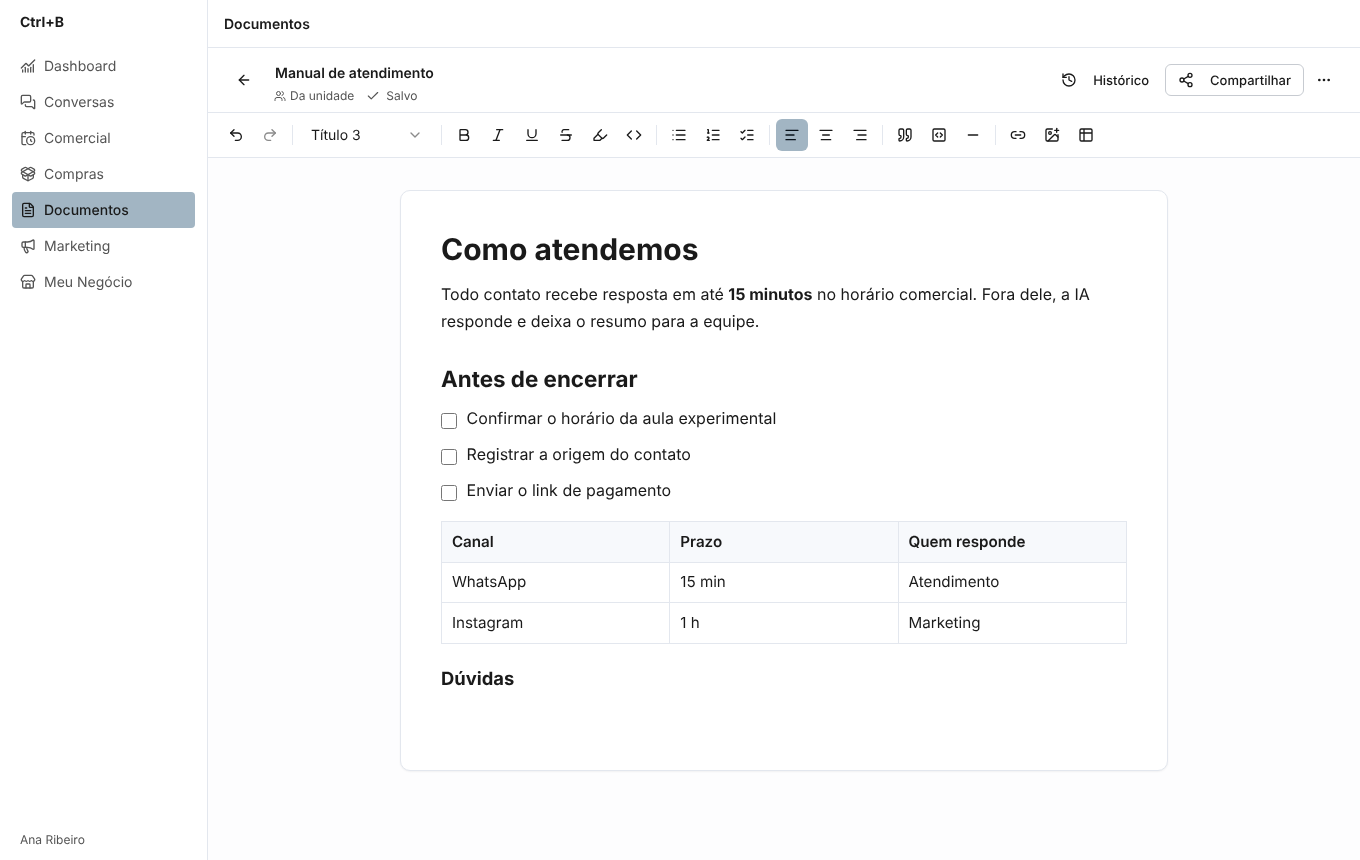 Ctrl+B
Dashboard
Conversas
Comercial
Compras
Documentos
Marketing
Meu Negócio
Ana Ribeiro
Documentos
Manual de atendimento
Da unidade Salvo
Histórico
Compartilhar
Título 3
Como atendemos
Todo contato recebe resposta em até 15 minutos no horário comercial. Fora dele, a IA
responde e deixa o resumo para a equipe.
Antes de encerrar
Confirmar o horário da aula experimental
Registrar a origem do contato
Enviar o link de pagamento
Canal Prazo Quem responde
WhatsApp 15 min Atendimento
Instagram 1 h Marketing
Dúvidas